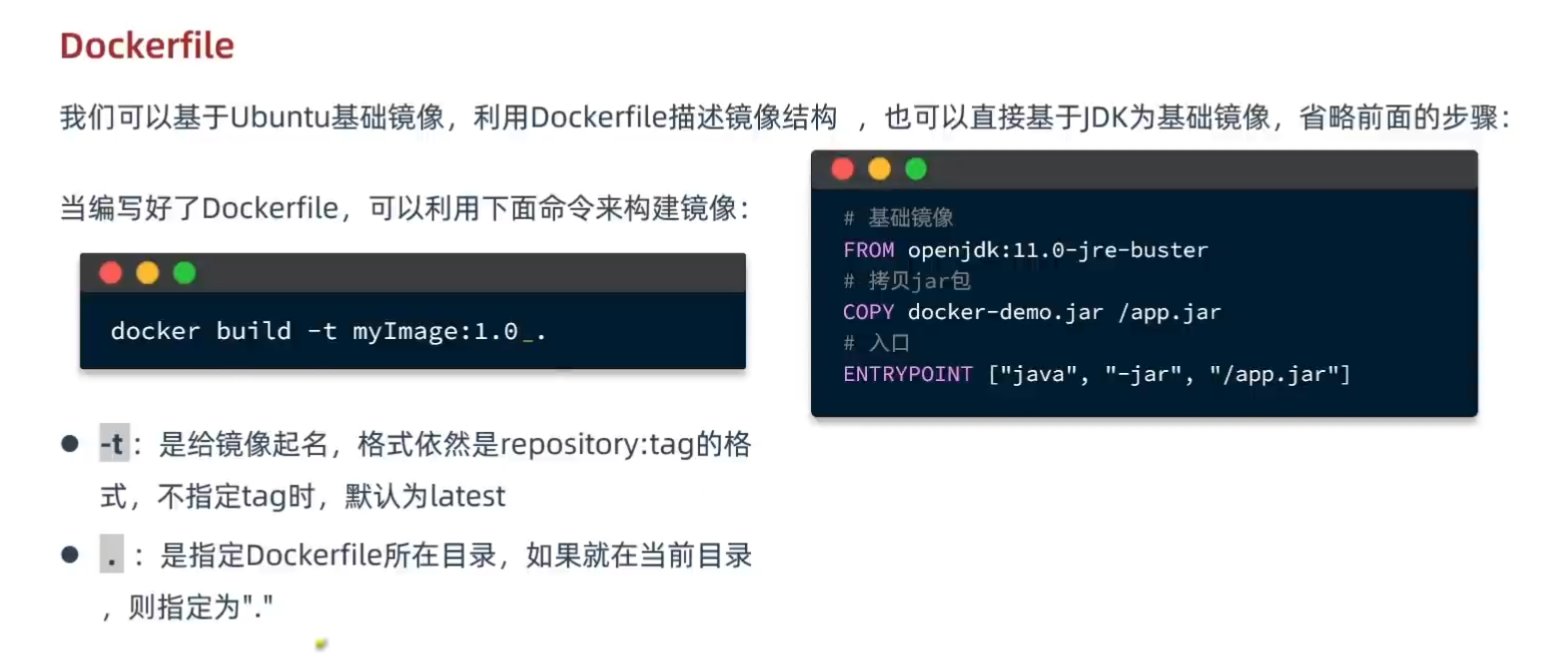 Dockerfile
我们可以基于Ubuntu基础镜像，利用Dockerfile描述镜像结构 ，也可以直接基于JDK为基础镜像，省略前面的步骤：
当编写好了Dockerfile，可以利用下面命令来构建镜像：
docker build -t myImage:1.0_.
-t：是给镜像起名，格式依然是repository:tag的格
式，不指定tag时，默认为latest
. ：是指定Dockerfile所在目录，如果就在当前目录
，则指定为"."
# 基础镜像
FROM openjdk:11.0-jre-buster
# 拷贝jar包
COPY docker-demo.jar /app.jar
# 入口
ENTRYPOINT ["java", "-jar", "/app.jar"]